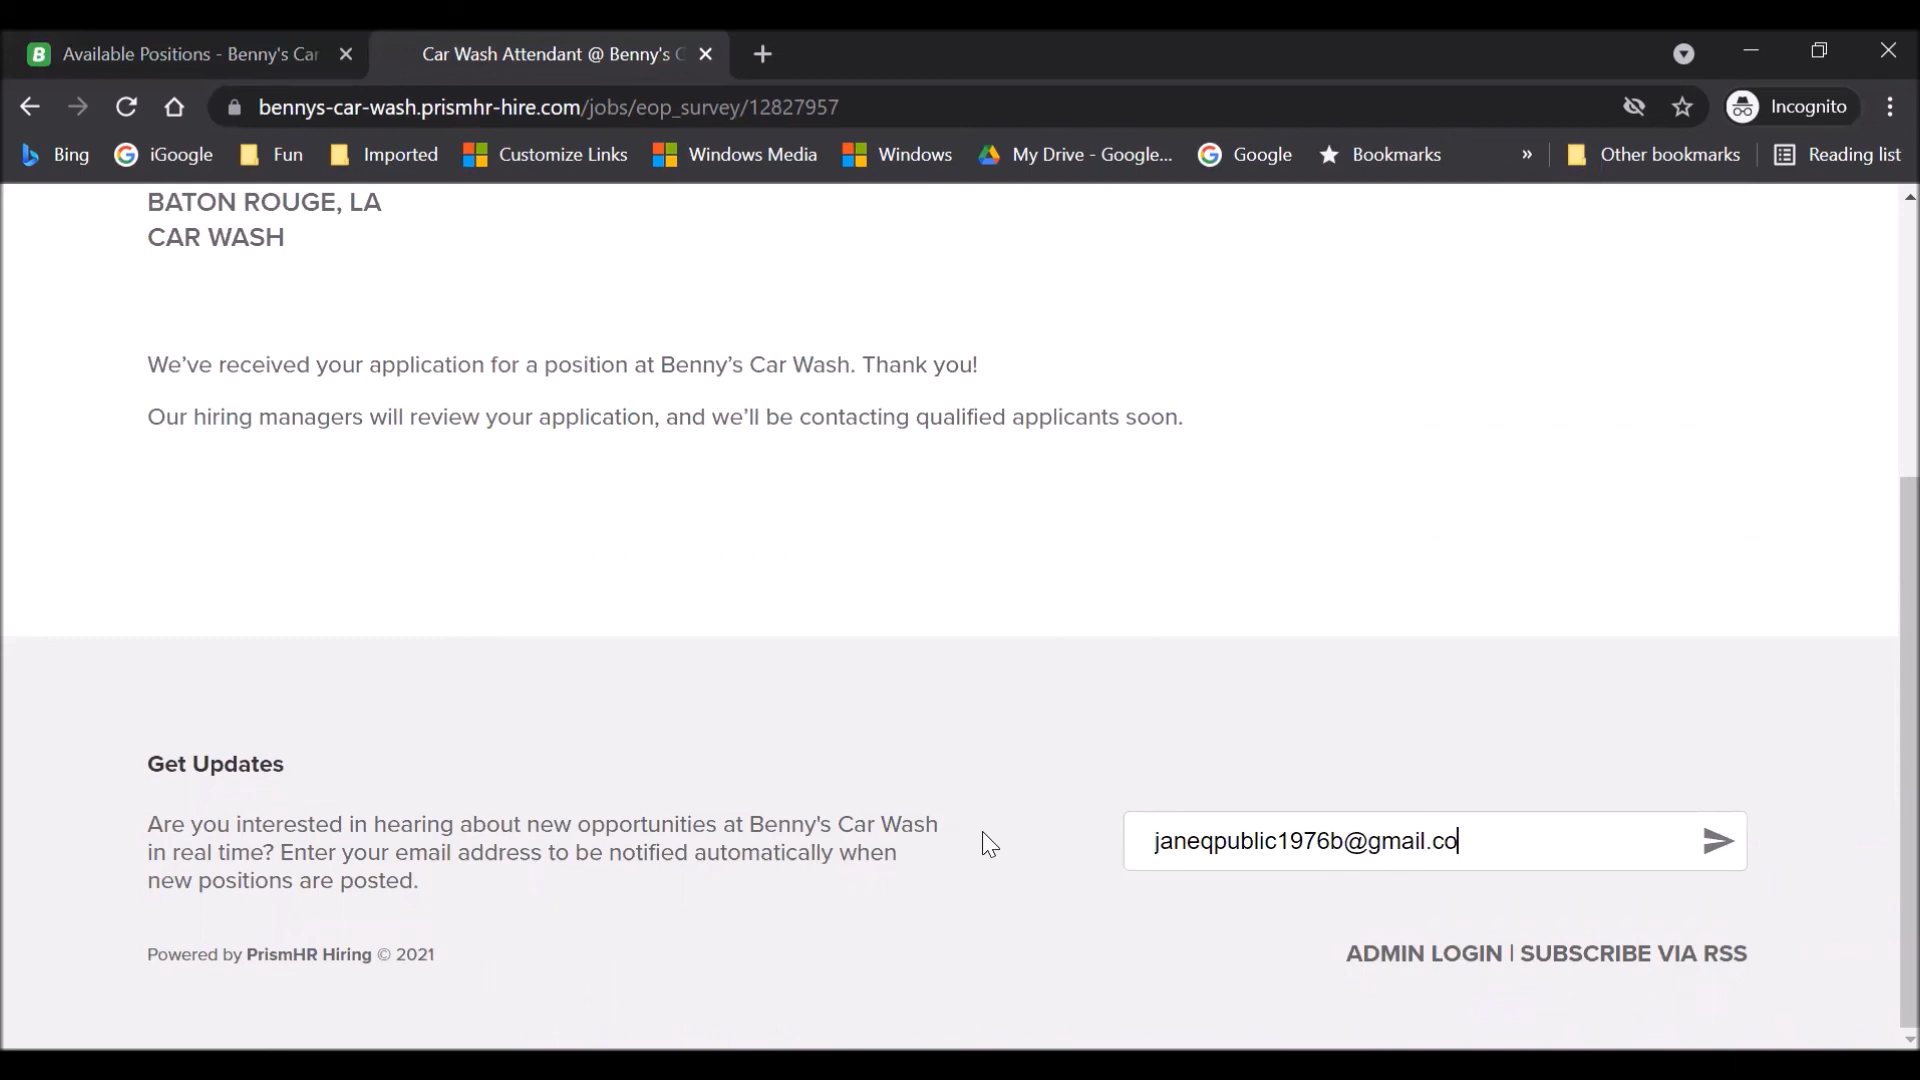 Available Positions - Benny's Car
Car Wash Attendant @ Benny's C
bennys-car-wash.prismhr-hire.com/jobs/eop_survey/12827957
Incognito
Bing
iGoogle
Fun
Imported
Customize Links
Windows Media
Windows
My Drive - Google...
Google
Bookmarks
»
Other bookmarks
Reading list
BATON ROUGE, LA
CAR WASH
We’ve received your application for a position at Benny’s Car Wash. Thank you!
Our hiring managers will review your application, and we’ll be contacting qualified applicants soon.
Get Updates
Are you interested in hearing about new opportunities at Benny's Car Wash
in real time? Enter your email address to be notified automatically when
new positions are posted.
janeqpublic1976b@gmail.co
Powered by PrismHR Hiring © 2021
ADMIN LOGIN | SUBSCRIBE VIA RSS